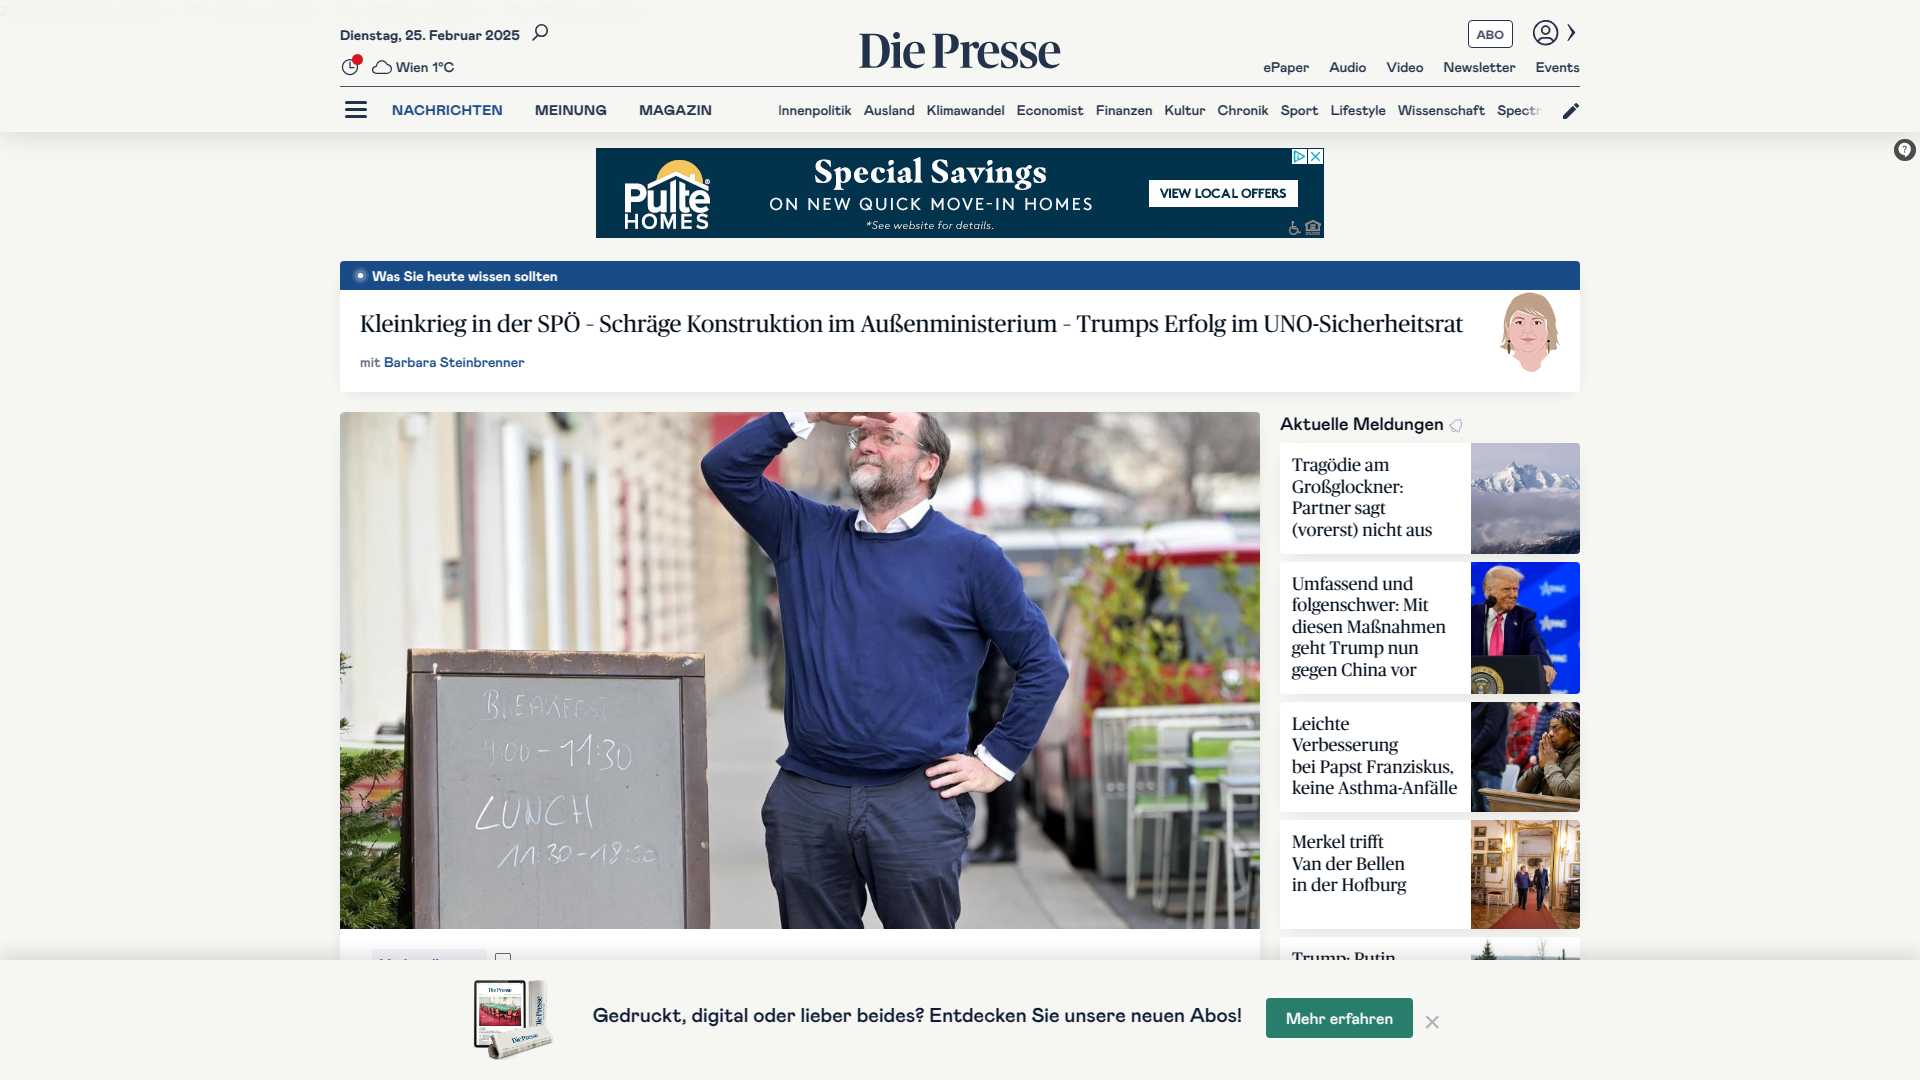 Dienstag, 25. Februar 2025
Die Presse
ABO
Wien 1°C
ePaper Audio Video Newsletter Events
NACHRICHTEN MEINUNG MAGAZIN
Innenpolitik Ausland Klimawandel Economist Finanzen Kultur Chronik Sport Lifestyle Wissenschaft Spectr
Pulte HOMES
Special Savings
ON NEW QUICK MOVE-IN HOMES
*See website for details.
VIEW LOCAL OFFERS
Was Sie heute wissen sollten
Kleinkrieg in der SPÖ – Schräge Konstruktion im Außenministerium – Trumps Erfolg im UNO-Sicherheitsrat
mit Barbara Steinbrenner
BREAKFAST
9:00 - 11:30
LUNCH
11:30 - 18:00
Aktuelle Meldungen
Tragödie am
Großglockner:
Partner sagt
(vorerst) nicht aus
Umfassend und
folgenschwer: Mit
diesen Maßnahmen
geht Trump nun
gegen China vor
Leichte
Verbesserung
bei Papst Franziskus,
keine Asthma-Anfälle
Merkel trifft
Van der Bellen
in der Hofburg
Trump: Putin
Die Presse
Die Presse
Die Presse
Gedruckt, digital oder lieber beides? Entdecken Sie unsere neuen Abos!
Mehr erfahren